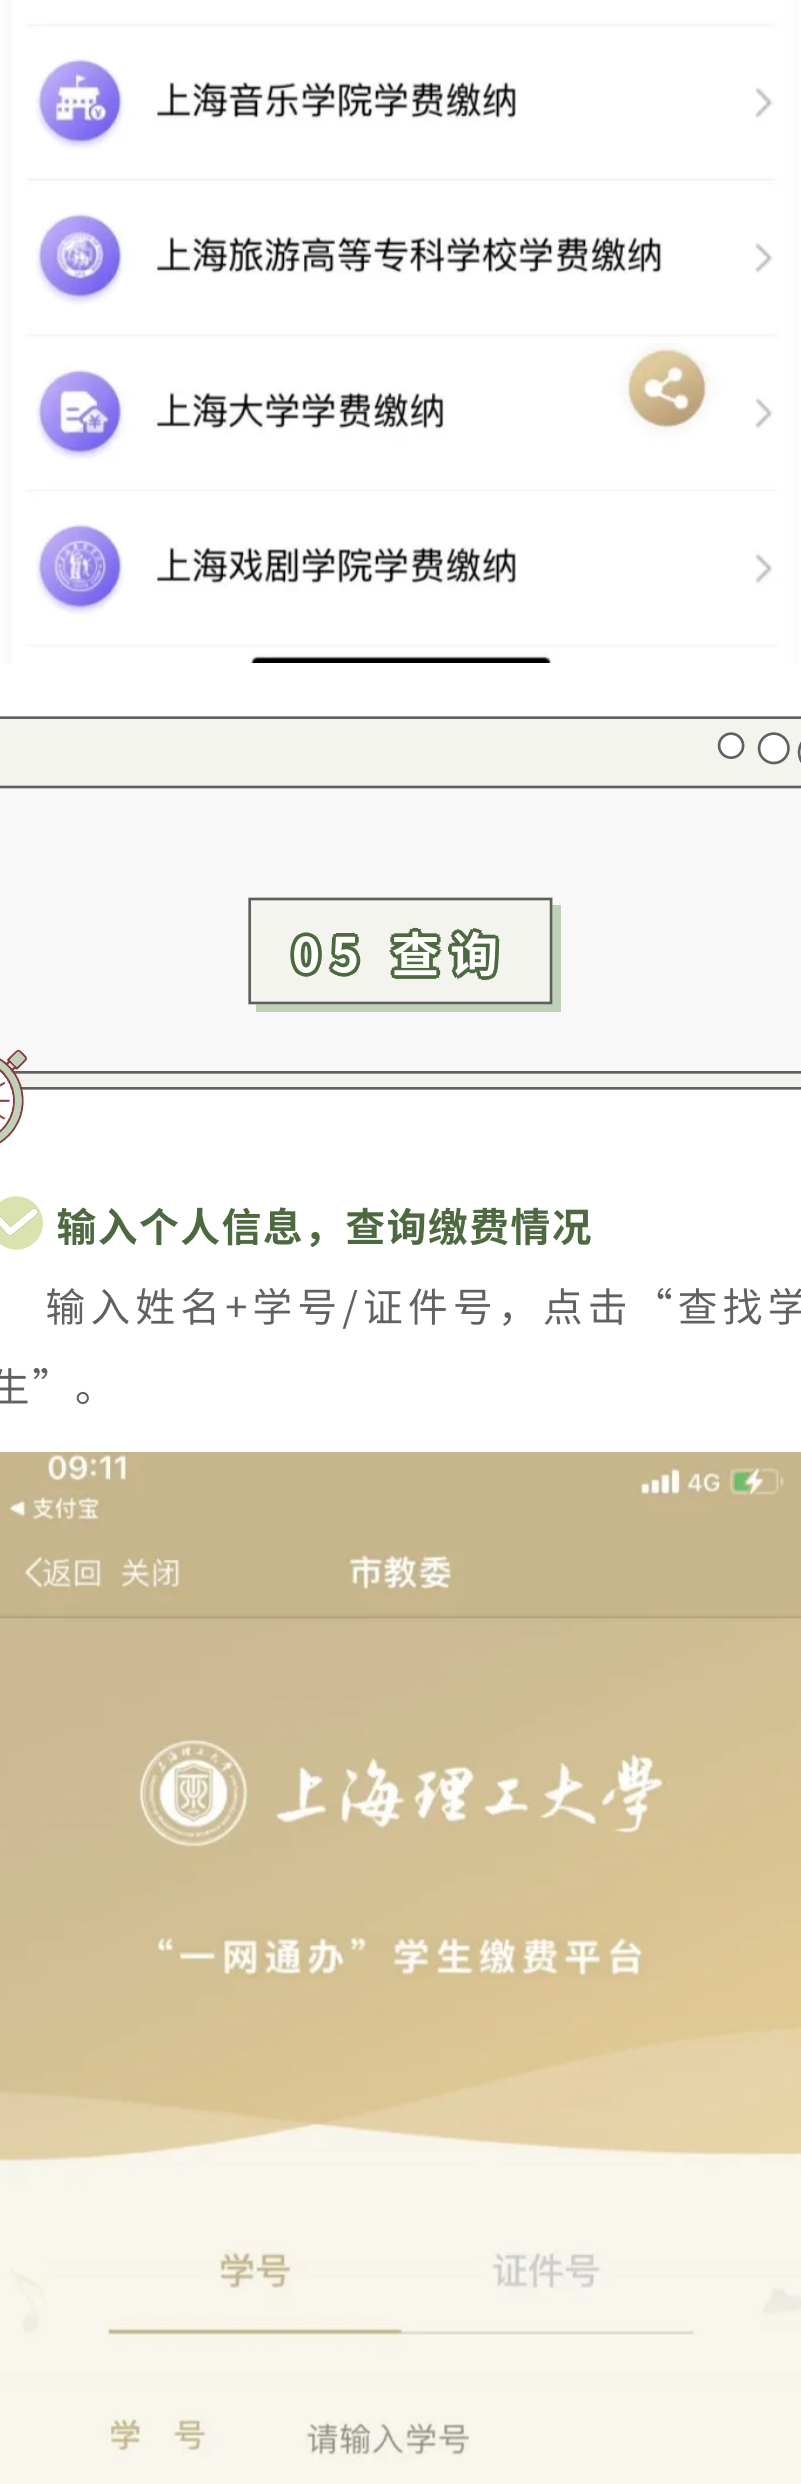 上海音乐学院学费缴纳
上海旅游高等专科学校学费缴纳
上海大学学费缴纳
上海戏剧学院学费缴纳
05 查询
输入个人信息，查询缴费情况
输入姓名+学号/证件号，点击“查找学
生”。
09:11
4G
◀ 支付宝
返回 关闭 市教委
上海理工大學
“一网通办”学生缴费平台
学号 证件号
学 号 请输入学号